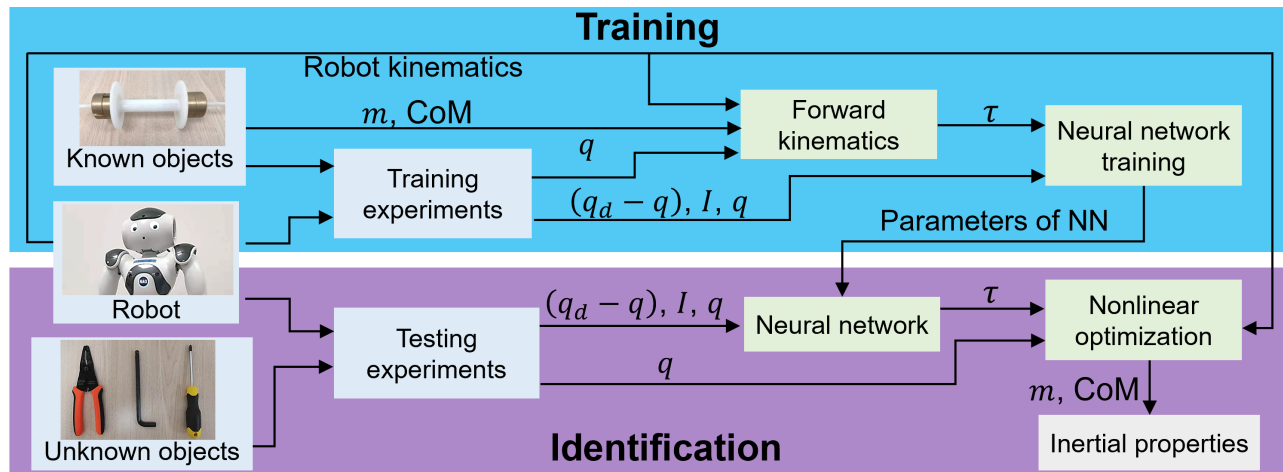 Training
Robot kinematics
Known objects
m, CoM
q
Forward
kinematics
τ
Neural network
training
Training
experiments
(q_d − q), I, q
Parameters of NN
Robot
Testing
experiments
(q_d − q), I, q
q
Neural network
τ
Nonlinear
optimization
m, CoM
Unknown objects
Identification
Inertial properties